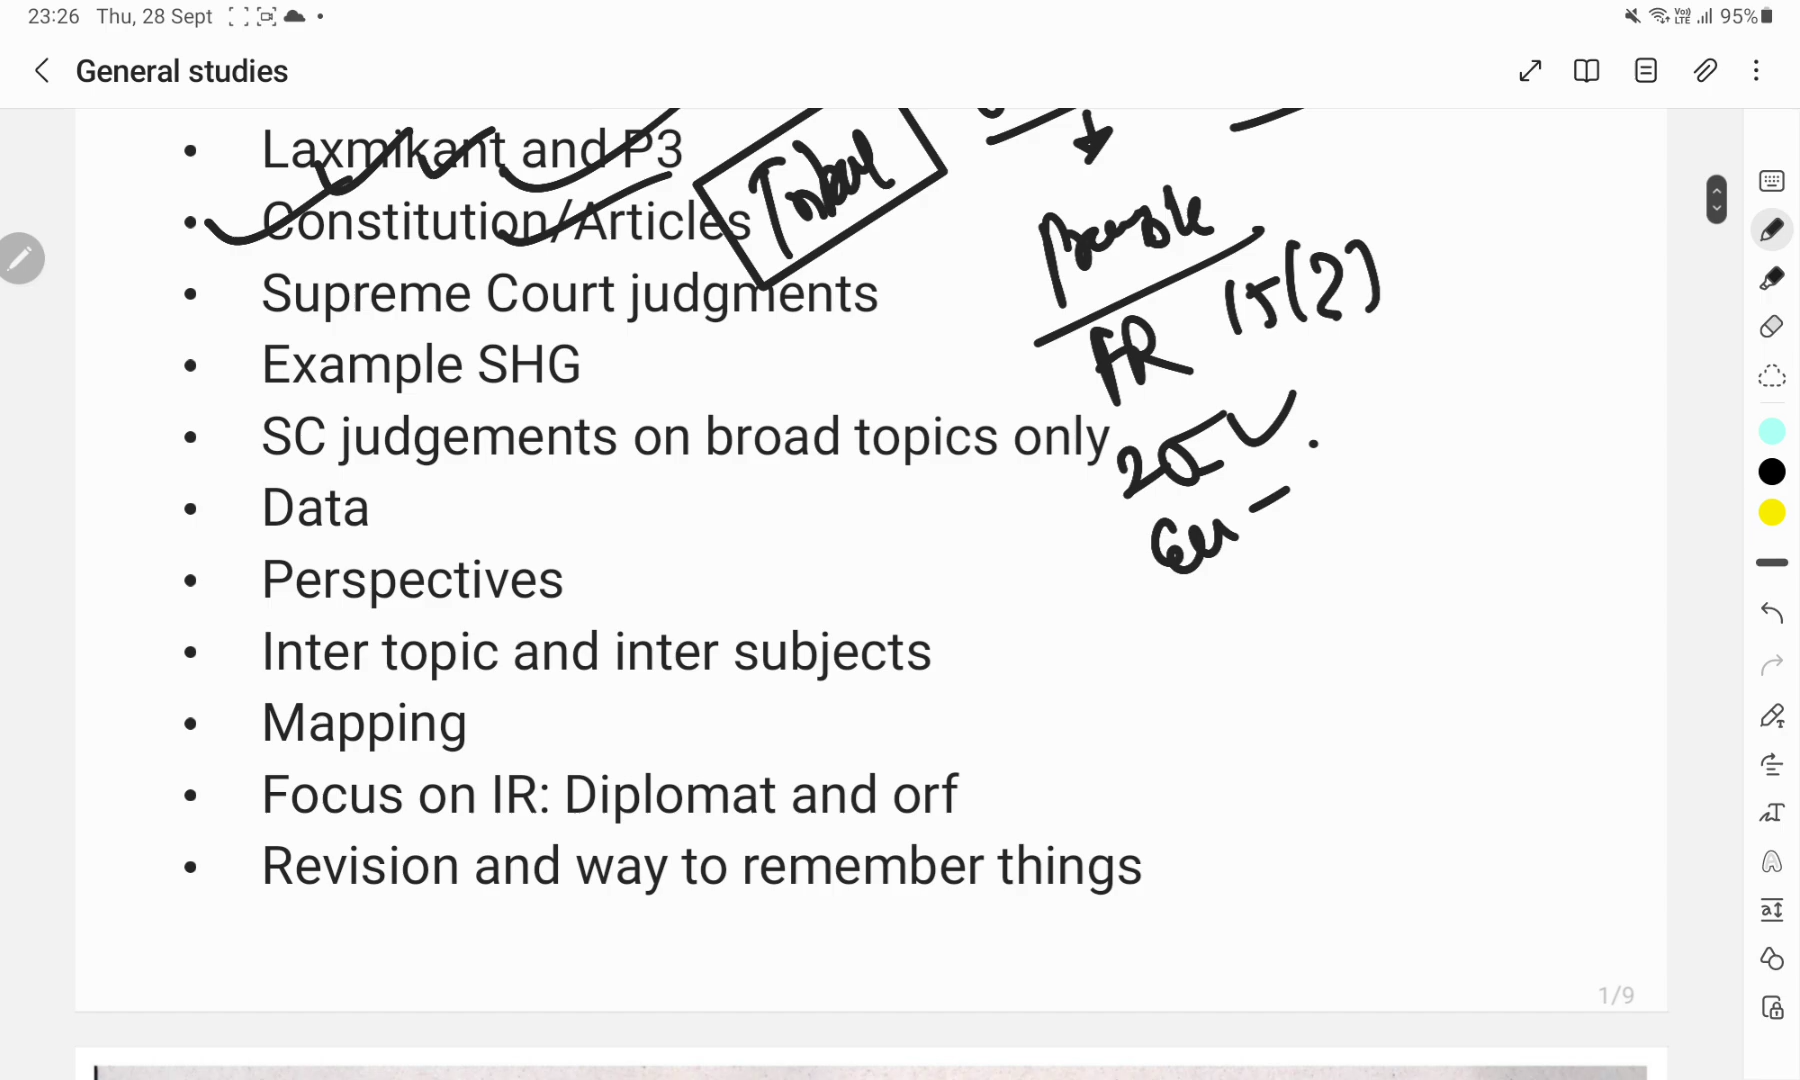 23:26 Thu, 28 Sept
VoLTE 95%
General studies
• Laxmikant and P3
• Constitution/Articles
• Supreme Court judgments
• Example SHG
• SC judgements on broad topics only
• Data
• Perspectives
• Inter topic and inter subjects
• Mapping
• Focus on IR: Diplomat and orf
• Revision and way to remember things
Tribal
FR 15(2)
1/9